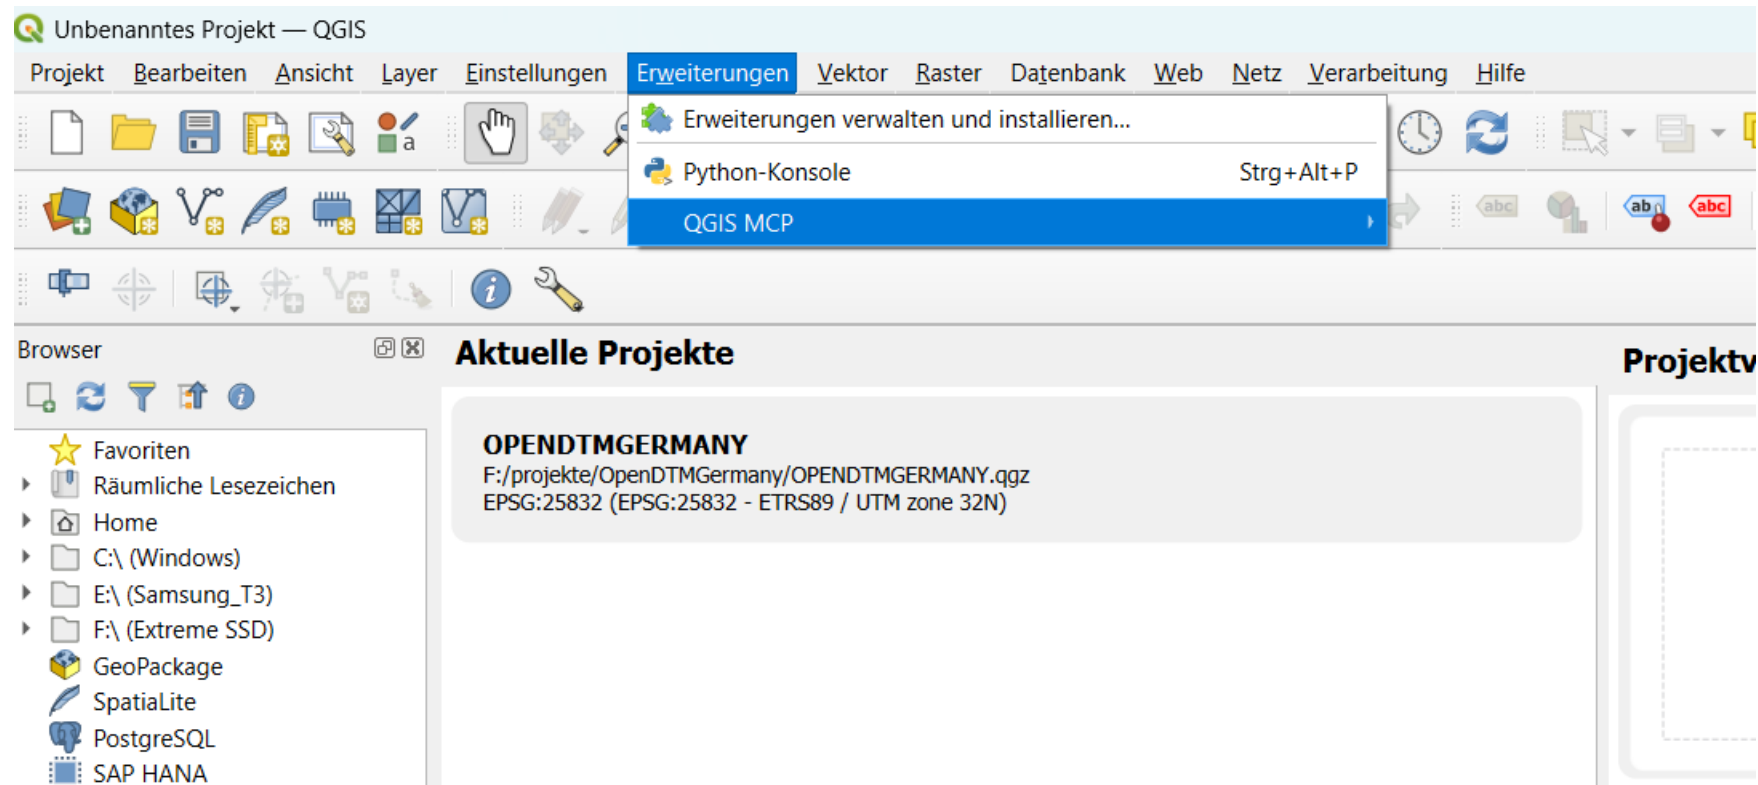 Unbenanntes Projekt — QGIS
Projekt Bearbeiten Ansicht Layer Einstellungen Erweiterungen Vektor Raster Datenbank Web Netz Verarbeitung Hilfe
Erweiterungen verwalten und installieren...
Python-Konsole Strg+Alt+P
QGIS MCP
a
abc
ab
abc
Browser
Favoriten
Räumliche Lesezeichen
Home
C:\ (Windows)
E:\ (Samsung_T3)
F:\ (Extreme SSD)
GeoPackage
SpatiaLite
PostgreSQL
SAP HANA
Aktuelle Projekte
OPENDTMGERMANY
F:/projekte/OpenDTMGermany/OPENDTMGERMANY.qgz
EPSG:25832 (EPSG:25832 - ETRS89 / UTM zone 32N)
Projektv